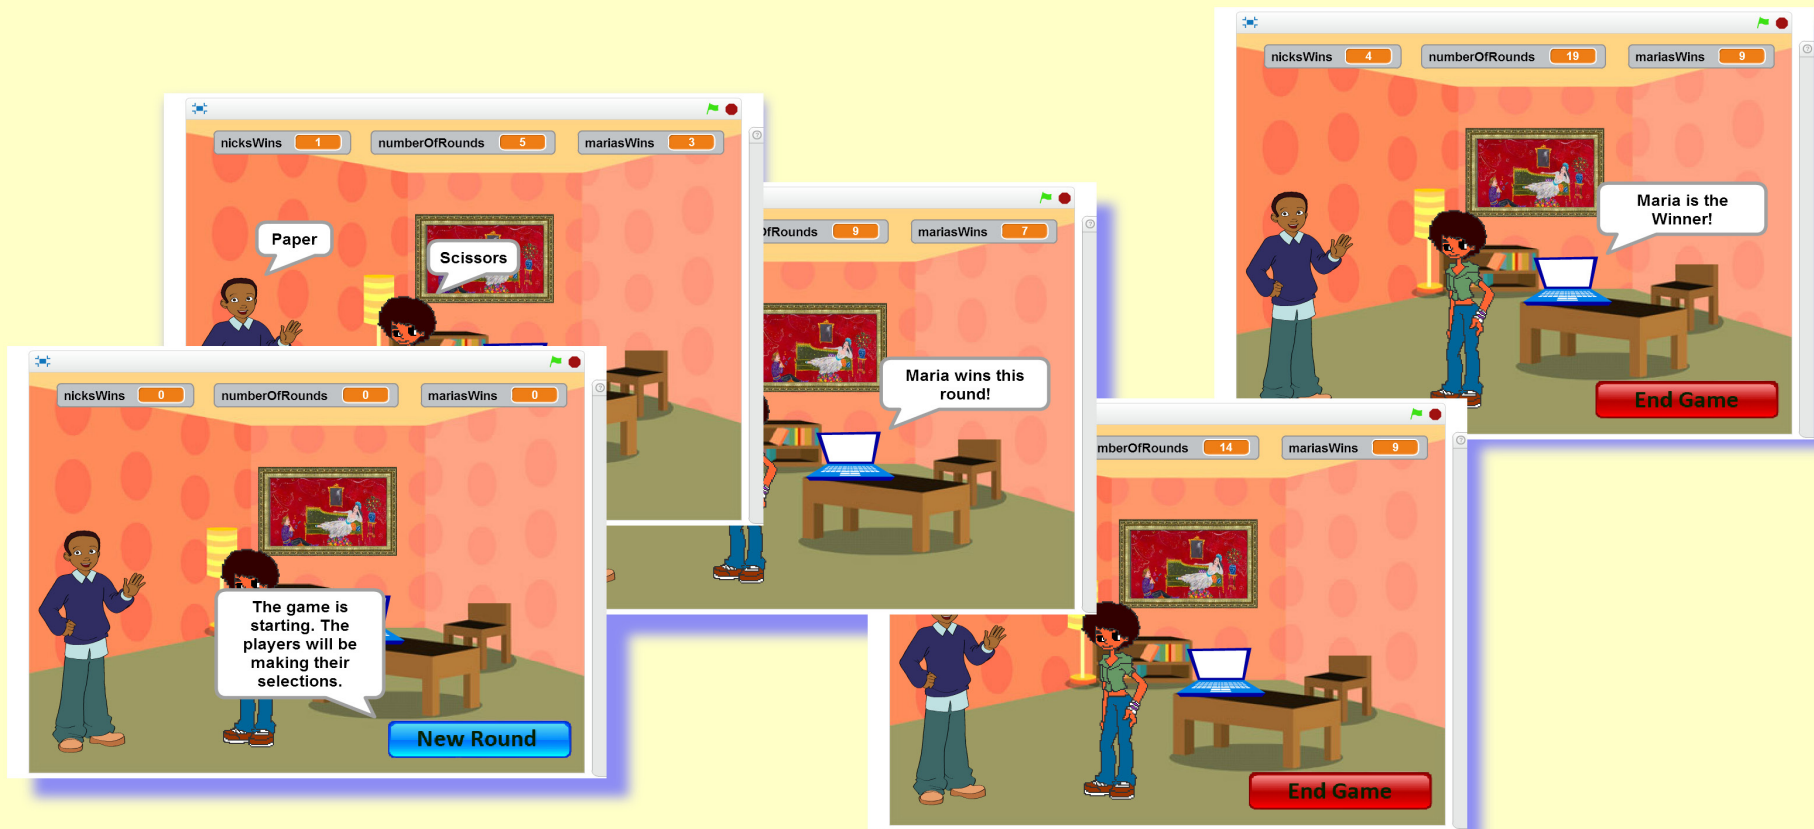 nicksWins 1 numberOfRounds 5 mariasWins 3
Paper
Scissors
nicksWins 0 numberOfRounds 0 mariasWins 0
The game is
starting. The
players will be
making their
selections.
New Round
ofRounds 9 mariasWins 7
Maria wins this
round!
mberOfRounds 14 mariasWins 9
End Game
nicksWins 4 numberOfRounds 19 mariasWins 9
Maria is the
Winner!
End Game